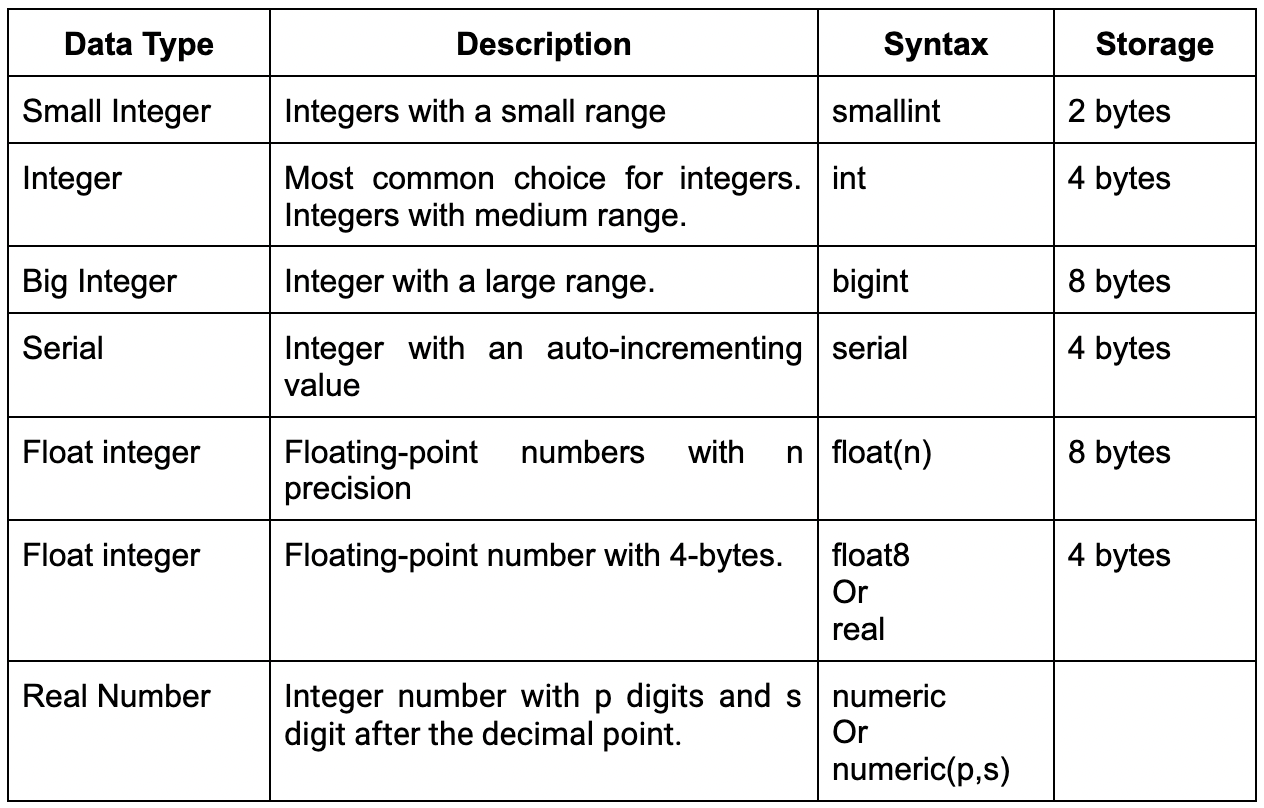 Data Type Description Syntax Storage
Small Integer Integers with a small range smallint 2 bytes
Integer Most common choice for integers. int 4 bytes
Integers with medium range.
Big Integer Integer with a large range. bigint 8 bytes
Serial Integer with an auto-incrementing serial 4 bytes
value
Float integer Floating-point numbers with n float(n) 8 bytes
precision
Float integer Floating-point number with 4-bytes. float8 4 bytes
Or
real
Real Number Integer number with p digits and s numeric
digit after the decimal point. Or
numeric(p,s)